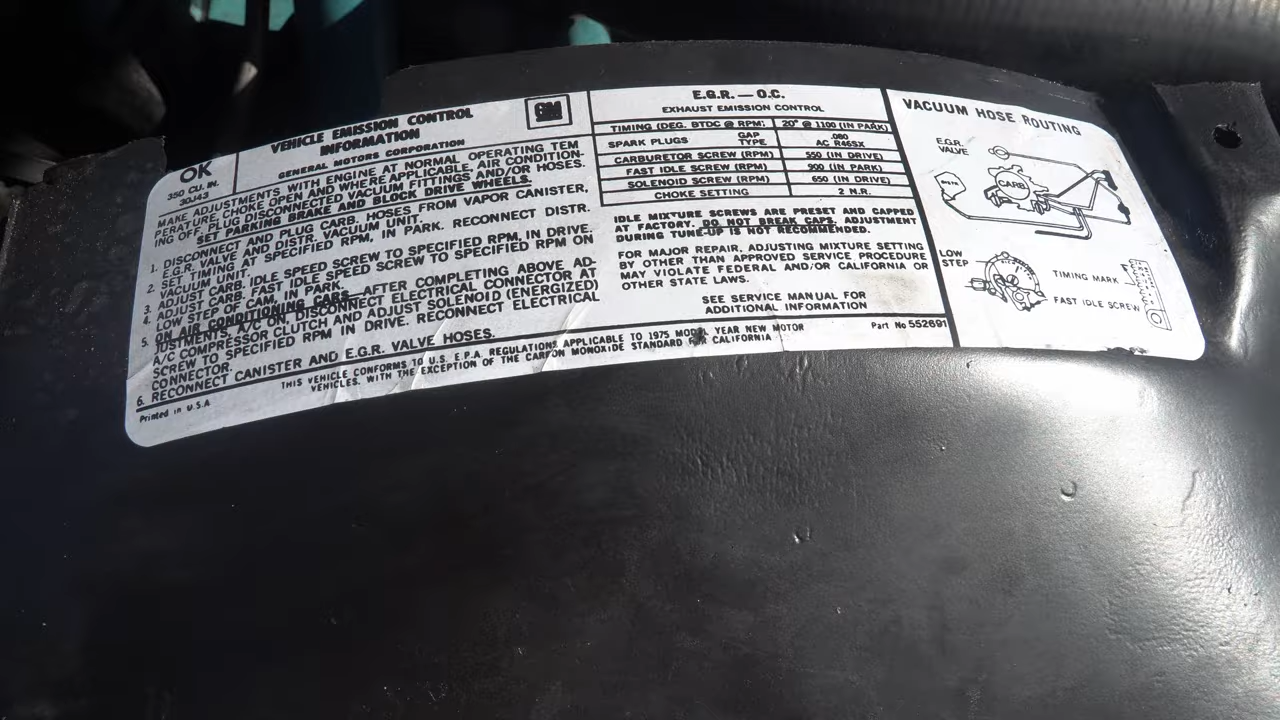 OK
350 CU. IN.
30J43
VEHICLE EMISSION CONTROL
INFORMATION
GENERAL MOTORS CORPORATION
GM
MAKE ADJUSTMENTS WITH ENGINE AT NORMAL OPERATING TEM
PERATURE, CHOKE OPEN AND WHERE APPLICABLE, AIR CONDITION-
ING OFF. PLUG DISCONNECTED VACUUM FITTINGS AND/OR HOSES.
SET PARKING BRAKE AND BLOCK DRIVE WHEELS.
1. DISCONNECT AND PLUG CARB. HOSES FROM VAPOR CANISTER,
E.G.R. VALVE AND DISTR. VACUUM UNIT.
2. SET TIMING AT SPECIFIED RPM, IN PARK. RECONNECT DISTR.
VACUUM UNIT.
3. ADJUST CARB. IDLE SPEED SCREW TO SPECIFIED RPM, IN DRIVE.
4. ADJUST CARB. FAST IDLE SPEED SCREW TO SPECIFIED RPM ON
LOW STEP OF CAM, IN PARK.
5. ON AIR CONDITIONING CARS—AFTER COMPLETING ABOVE AD-
JUSTMENTS, A/C ON, DISCONNECT ELECTRICAL CONNECTOR AT
A/C COMPRESSOR CLUTCH AND ADJUST SOLENOID (ENERGIZED)
SCREW TO SPECIFIED RPM IN DRIVE. RECONNECT ELECTRICAL
CONNECTOR.
6. RECONNECT CANISTER AND E.G.R. VALVE HOSES.
E.G.R. — O.C.
EXHAUST EMISSION CONTROL
TIMING (DEG. BTDC @ RPM) 20° @ 1100 (IN PARK)
SPARK PLUGS GAP .080
TYPE AC R46SX
CARBURETOR SCREW (RPM) 550 (IN DRIVE)
FAST IDLE SCREW (RPM) 900 (IN PARK)
SOLENOID SCREW (RPM) 650 (IN DRIVE)
CHOKE SETTING 2 N.R.
IDLE MIXTURE SCREWS ARE PRESET AND CAPPED
AT FACTORY. DO NOT BREAK CAPS. ADJUSTMENT
DURING TUNE-UP IS NOT RECOMMENDED.
FOR MAJOR REPAIR, ADJUSTING MIXTURE SETTING
BY OTHER THAN APPROVED SERVICE PROCEDURE
MAY VIOLATE FEDERAL AND/OR CALIFORNIA OR
OTHER STATE LAWS.
SEE SERVICE MANUAL FOR
ADDITIONAL INFORMATION
THIS VEHICLE CONFORMS TO U.S. E.P.A. REGULATIONS APPLICABLE TO 1975 MODEL YEAR NEW MOTOR
VEHICLES, WITH THE EXCEPTION OF THE CARBON MONOXIDE STANDARD FOR CALIFORNIA
Part No 552691
Printed in U.S.A
VACUUM HOSE ROUTING
E.G.R.
VALVE
CARB
LOW
STEP
TIMING MARK
FAST IDLE SCREW